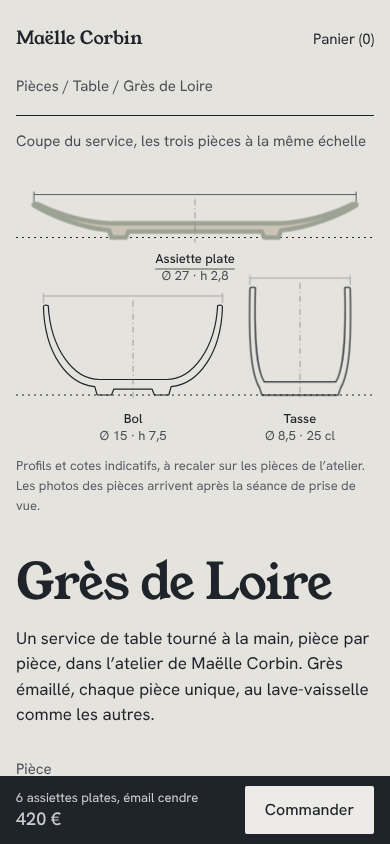 Maëlle Corbin
Panier (0)
Pièces / Table / Grès de Loire
Coupe du service, les trois pièces à la même échelle
Assiette plate
Ø 27 · h 2,8
Bol
Ø 15 · h 7,5
Tasse
Ø 8,5 · 25 cl
Profils et cotes indicatifs, à recaler sur les pièces de l’atelier.
Les photos des pièces arrivent après la séance de prise de
vue.
Grès de Loire
Un service de table tourné à la main, pièce par
pièce, dans l’atelier de Maëlle Corbin. Grès
émaillé, chaque pièce unique, au lave-vaisselle
comme les autres.
Pièce
6 assiettes plates, émail cendre
420 €
Commander